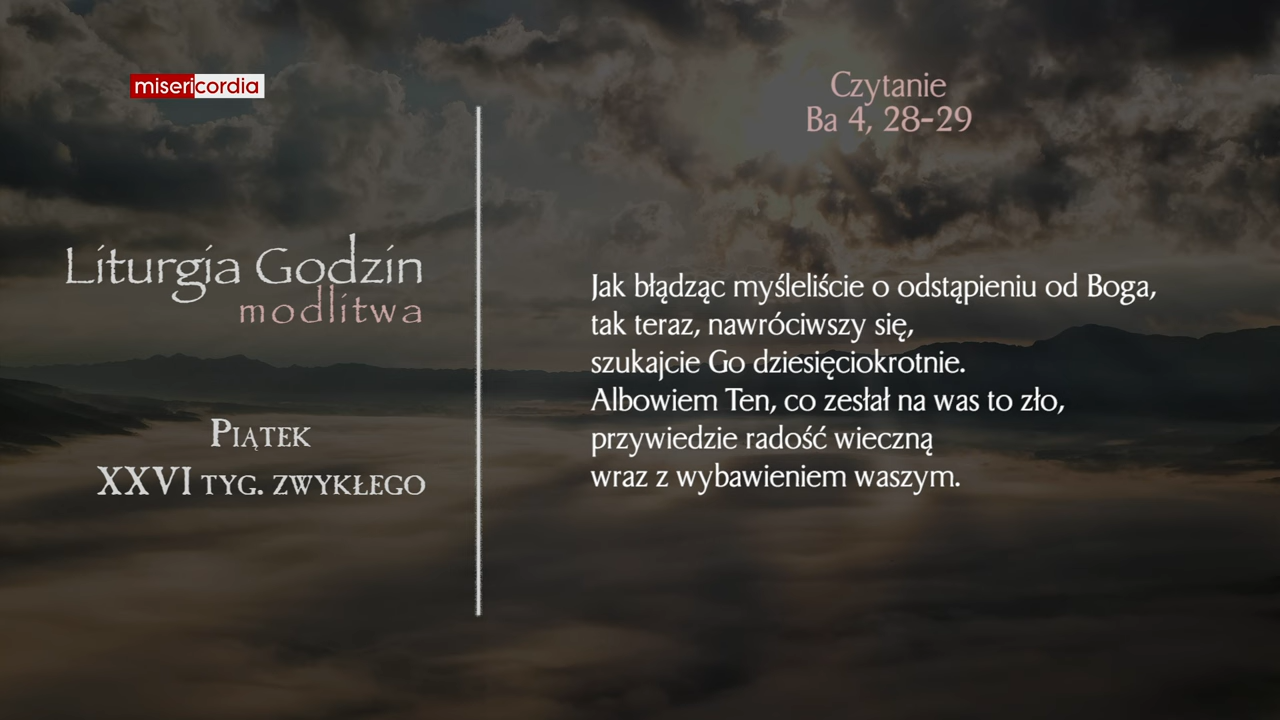 misericordia
Liturgia Godzin
modlitwa
Piątek
XXVI tyg. zwykłego
Czytanie
Ba 4, 28-29
Jak błądząc myśleliście o odstąpieniu od Boga,
tak teraz, nawróciwszy się,
szukajcie Go dziesięciokrotnie.
Albowiem Ten, co zesłał na was to zło,
przywiedzie radość wieczną
wraz z wybawieniem waszym.